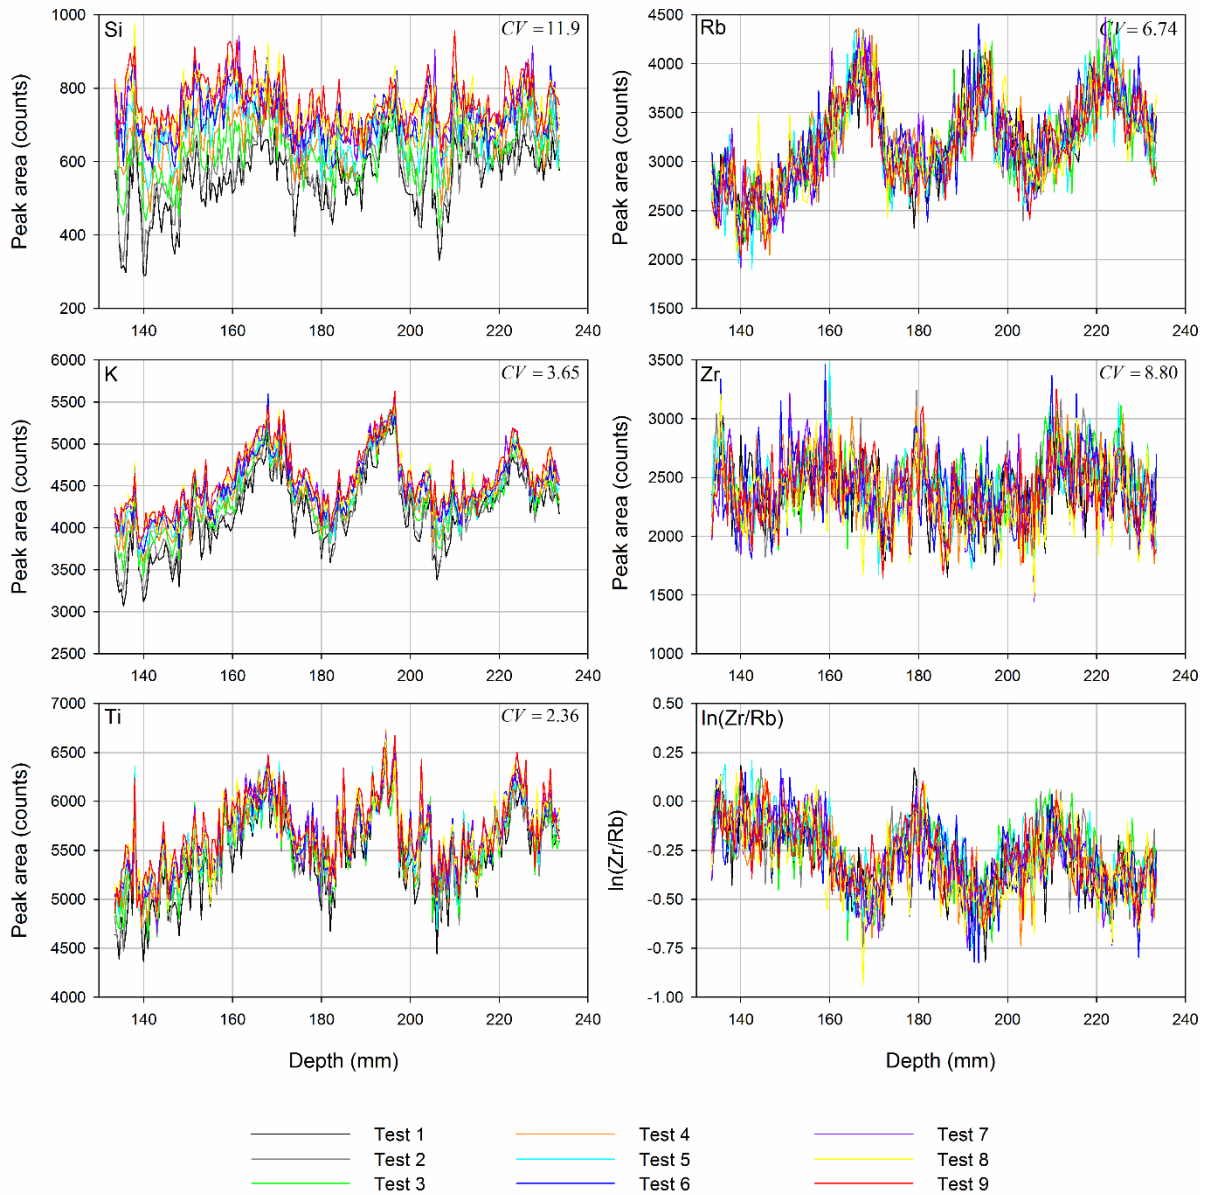 Si CV = 11.9
Peak area (counts)
1000
800
600
400
200
140 160 180 200 220 240
Rb CV = 6.74
Peak area (counts)
4500
4000
3500
3000
2500
2000
1500
140 160 180 200 220 240
K CV = 3.65
Peak area (counts)
6000
5500
5000
4500
4000
3500
3000
2500
140 160 180 200 220 240
Zr CV = 8.80
Peak area (counts)
3500
3000
2500
2000
1500
1000
140 160 180 200 220 240
Ti CV = 2.36
Peak area (counts)
7000
6500
6000
5500
5000
4500
4000
140 160 180 200 220 240
Depth (mm)
ln(Zr/Rb)
ln(Zr/Rb)
0.50
0.25
0.00
-0.25
-0.50
-0.75
-1.00
140 160 180 200 220 240
Depth (mm)
Test 1 Test 4 Test 7
Test 2 Test 5 Test 8
Test 3 Test 6 Test 9